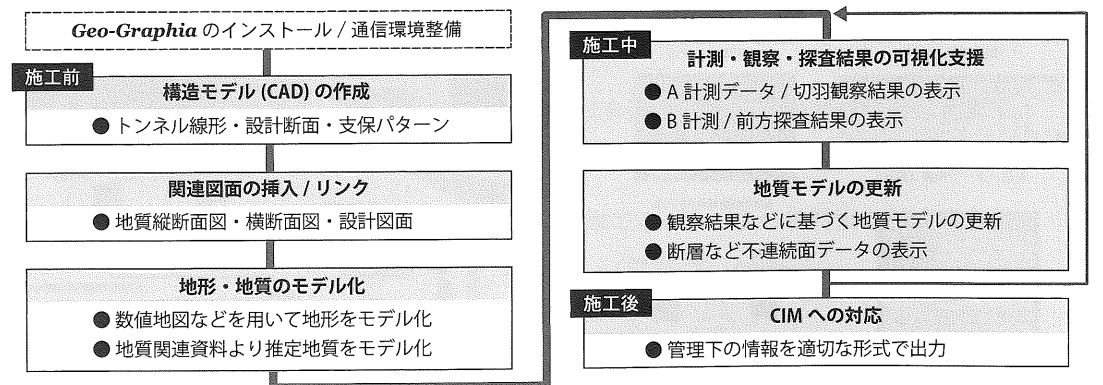 Geo-Graphia のインストール / 通信環境整備
施工前
構造モデル (CAD) の作成
● トンネル線形・設計断面・支保パターン
関連図面の挿入 / リンク
● 地質縦断面図・横断面図・設計図面
地形・地質のモデル化
● 数値地図などを用いて地形をモデル化
● 地質関連資料より推定地質をモデル化
施工中
計測・観察・探査結果の可視化支援
● A 計測データ / 切羽観察結果の表示
● B 計測 / 前方探査結果の表示
地質モデルの更新
● 観察結果などに基づく地質モデルの更新
● 断層など不連続面データの表示
施工後
CIM への対応
● 管理下の情報を適切な形式で出力